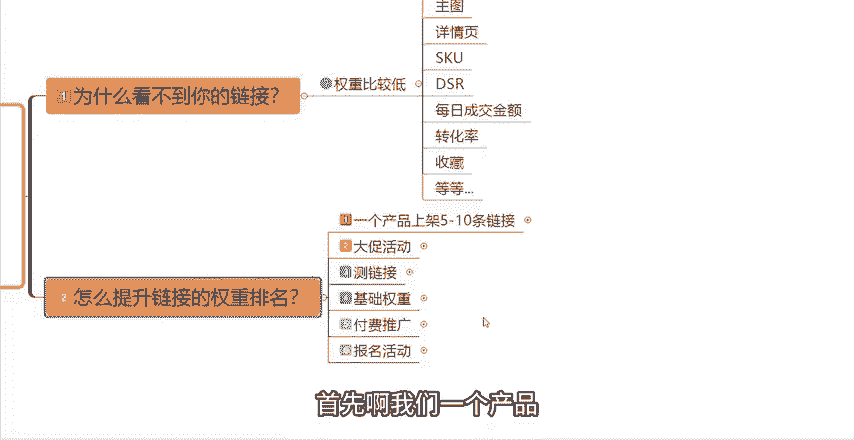 主图
详情页
SKU
1 为什么看不到你的链接？
权重比较低
DSR
每日成交金额
转化率
收藏
等等...
1 一个产品上架5-10条链接
2 大促活动
测链接
2 怎么提升链接的权重排名？
基础权重
付费推广
报名活动
首先啊我们一个产品